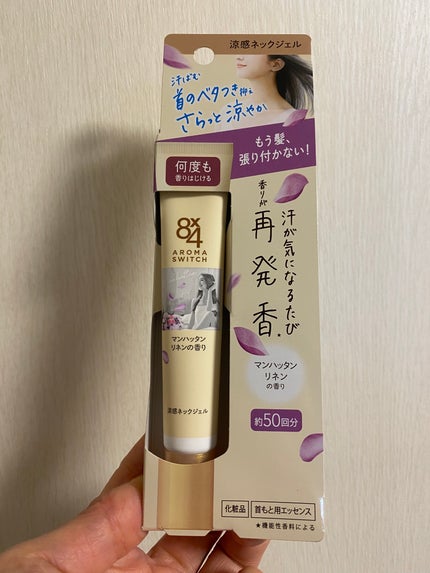 涼感ネックジェル
汗ばむ
首のベタつき抑え
さらっと涼やか
もう髪、
張り付かない!
何度も
香りはじける
8x4
AROMA
SWITCH
マンハッタン
リネンの香り
涼感ネックジェル
汗が気になるたび
香りが
再発香*
マンハッタン
リネン
の香り
約50回分
化粧品
首もと用エッセンス
★機能性香料による